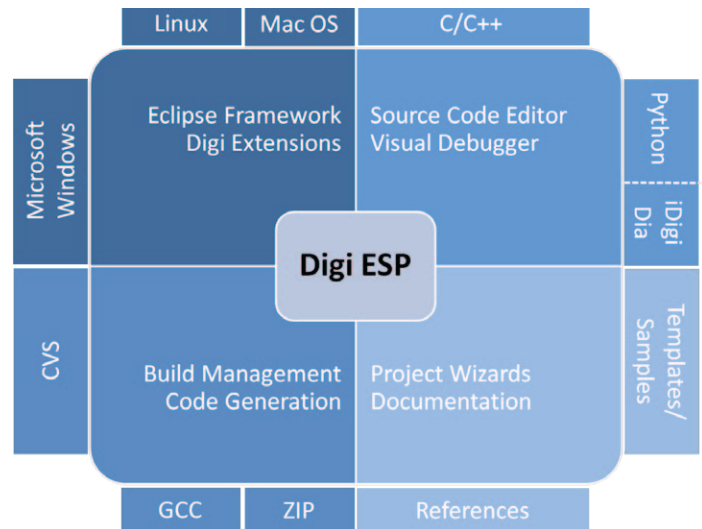 Linux
Mac OS
C/C++
Microsoft
Windows
Eclipse Framework
Digi Extensions
Source Code Editor
Visual Debugger
Python
iDigi
Dia
Digi ESP
CVS
Build Management
Code Generation
Project Wizards
Documentation
Templates/
Samples
GCC
ZIP
References